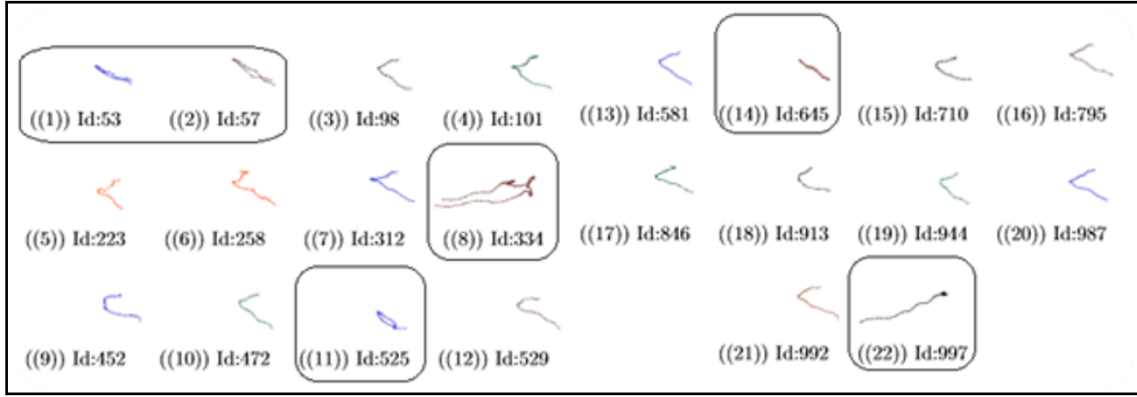 ((1)) Id:53 ((2)) Id:57 ((3)) Id:98 ((4)) Id:101 ((13)) Id:581 ((14)) Id:645 ((15)) Id:710 ((16)) Id:795
((5)) Id:223 ((6)) Id:258 ((7)) Id:312 ((8)) Id:334 ((17)) Id:846 ((18)) Id:913 ((19)) Id:944 ((20)) Id:987
((9)) Id:452 ((10)) Id:472 ((11)) Id:525 ((12)) Id:529 ((21)) Id:992 ((22)) Id:997